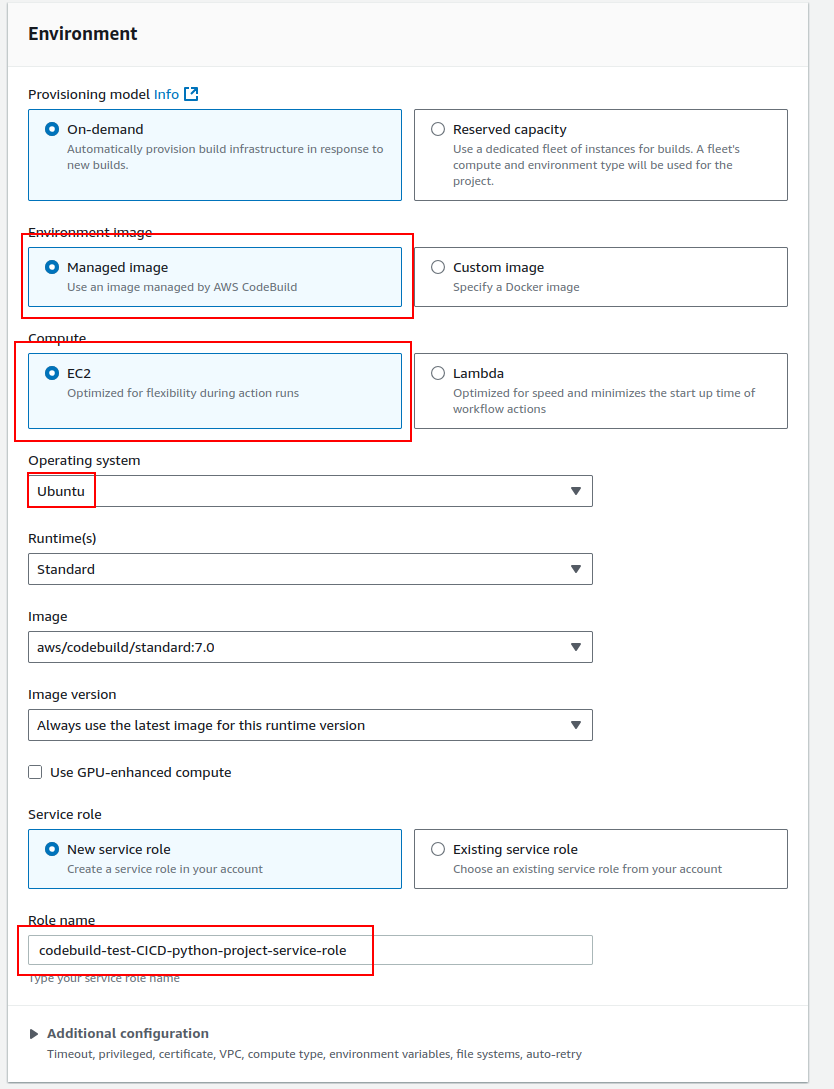 Environment
Provisioning model Info
On-demand
Automatically provision build infrastructure in response to
new builds.
Reserved capacity
Use a dedicated fleet of instances for builds. A fleet's
compute and environment type will be used for the
project.
Environment image
Managed image
Use an image managed by AWS CodeBuild
Custom image
Specify a Docker image
Compute
EC2
Optimized for flexibility during action runs
Lambda
Optimized for speed and minimizes the start up time of
workflow actions
Operating system
Ubuntu
Runtime(s)
Standard
Image
aws/codebuild/standard:7.0
Image version
Always use the latest image for this runtime version
Use GPU-enhanced compute
Service role
New service role
Create a service role in your account
Existing service role
Choose an existing service role from your account
Role name
codebuild-test-CICD-python-project-service-role
Type your service role name
Additional configuration
Timeout, privileged, certificate, VPC, compute type, environment variables, file systems, auto-retry